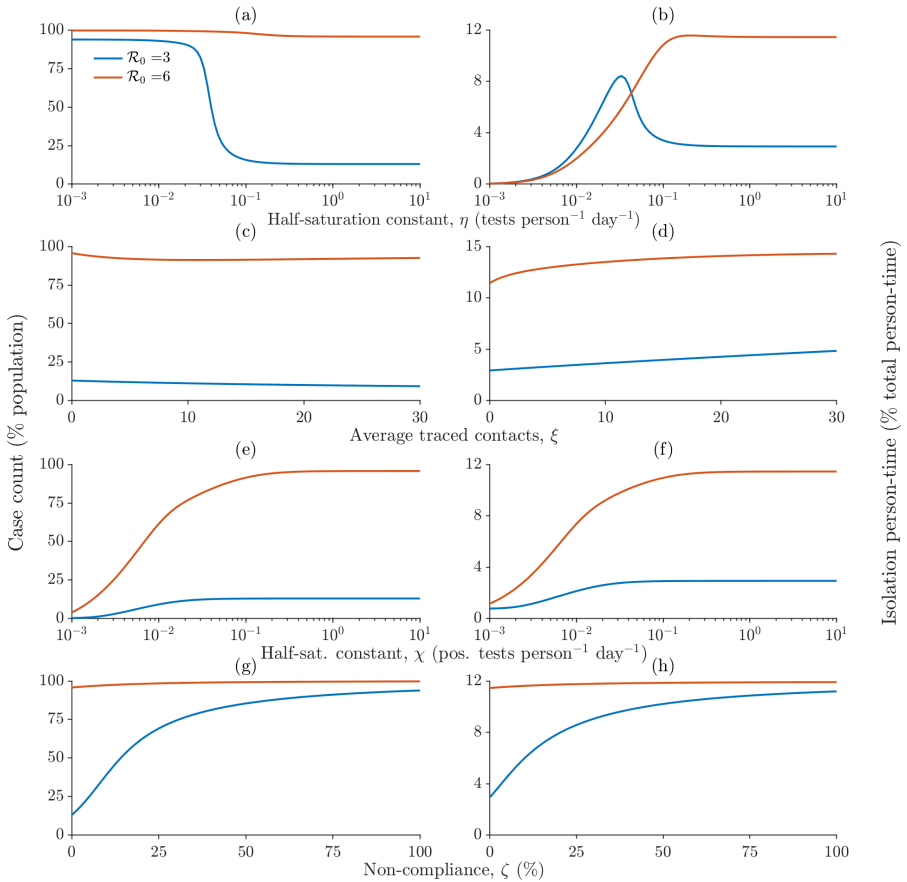 (a)
(b)
100
75
50
25
0
R₀ =3
R₀ =6
12
8
4
0
10⁻³ 10⁻² 10⁻¹ 10⁰ 10¹
10⁻³ 10⁻² 10⁻¹ 10⁰ 10¹
Half-saturation constant, η (tests person⁻¹ day⁻¹)
(c)
(d)
100
75
50
25
0
15
10
5
0
0 10 20 30
0 10 20 30
Average traced contacts, ξ
Case count (% population)
Isolation person-time (% total person-time)
(e)
(f)
100
75
50
25
0
12
8
4
0
10⁻³ 10⁻² 10⁻¹ 10⁰ 10¹
10⁻³ 10⁻² 10⁻¹ 10⁰ 10¹
Half-sat. constant, χ (pos. tests person⁻¹ day⁻¹)
(g)
(h)
100
75
50
25
0
12
8
4
0
0 25 50 75 100
0 25 50 75 100
Non-compliance, ζ (%)